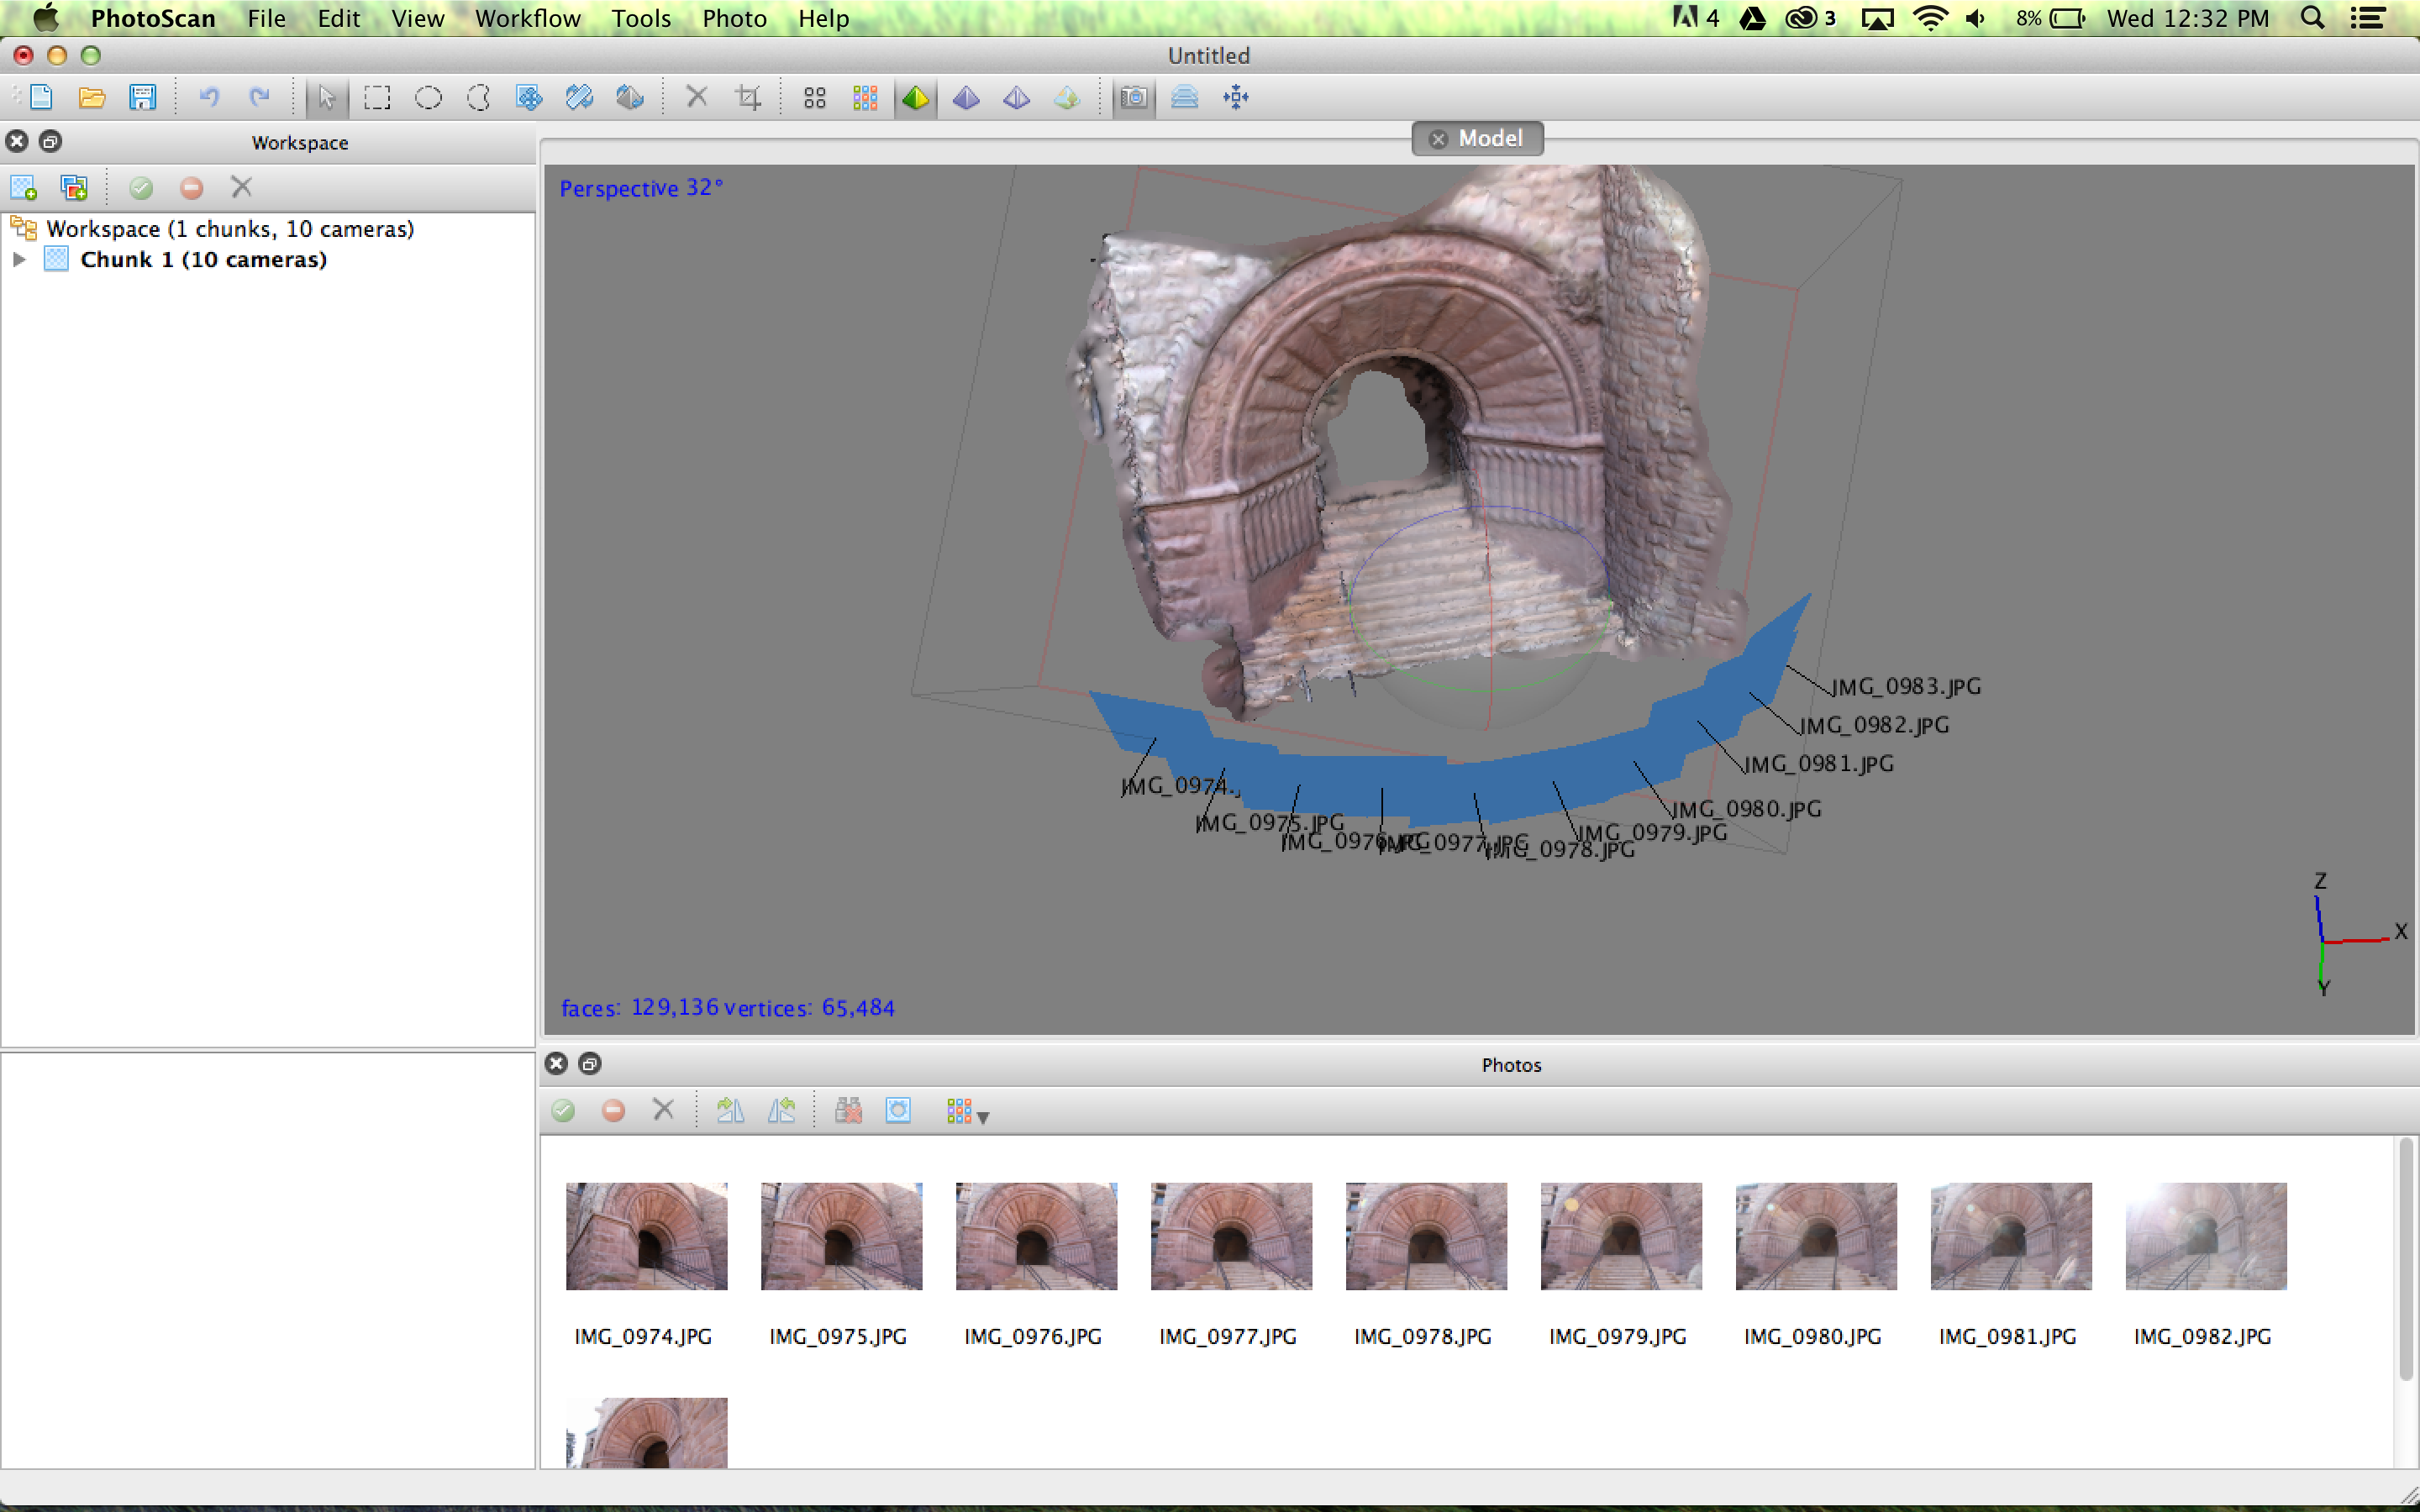 PhotoScan File Edit View Workflow Tools Photo Help 4 3 8% Wed 12:32 PM
Untitled
Workspace
Model
Perspective 32°
Workspace (1 chunks, 10 cameras)
Chunk 1 (10 cameras)
IMG_0983.JPG
IMG_0982.JPG
IMG_0981.JPG
IMG_0974.J
IMG_0980.JPG
IMG_0975.JPG
IMG_0979.JPG
IMG_0976.JPG
IMG_0977.JPG
IMG_0978.JPG
Z
X
Y
faces: 129,136 vertices: 65,484
Photos
IMG_0974.JPG IMG_0975.JPG IMG_0976.JPG IMG_0977.JPG IMG_0978.JPG IMG_0979.JPG IMG_0980.JPG IMG_0981.JPG IMG_0982.JPG